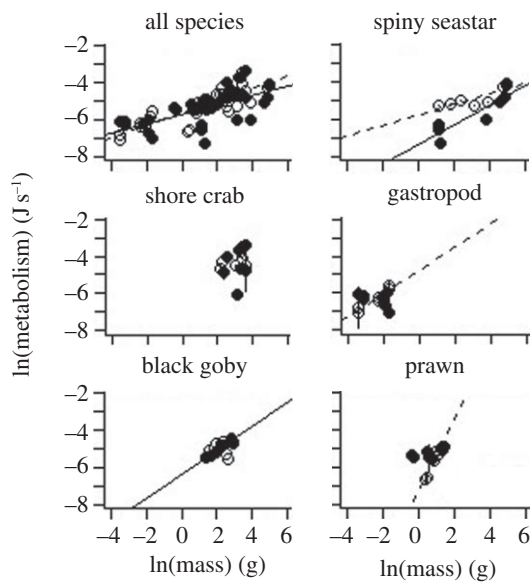 all species
spiny seastar
–2
–4
–6
–8
shore crab
gastropod
–2
–4
–6
–8
black goby
prawn
–2
–4
–6
–8
–4 –2 0 2 4 6
–4 –2 0 2 4 6
ln(mass) (g)
ln(mass) (g)
ln(metabolism) (J s⁻¹)